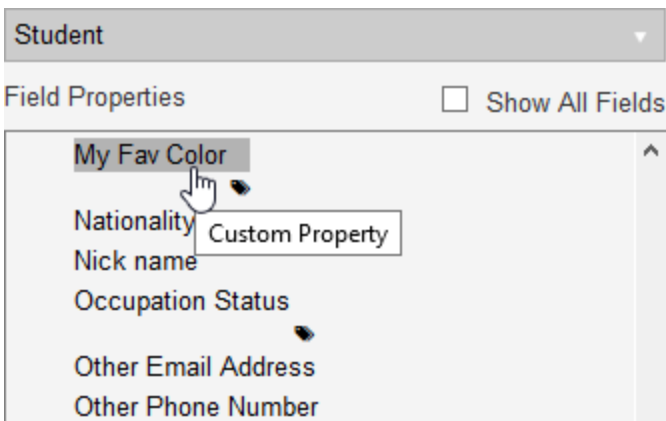 Student
Field Properties
Show All Fields
My Fav Color
Nationality
Custom Property
Nick name
Occupation Status
Other Email Address
Other Phone Number